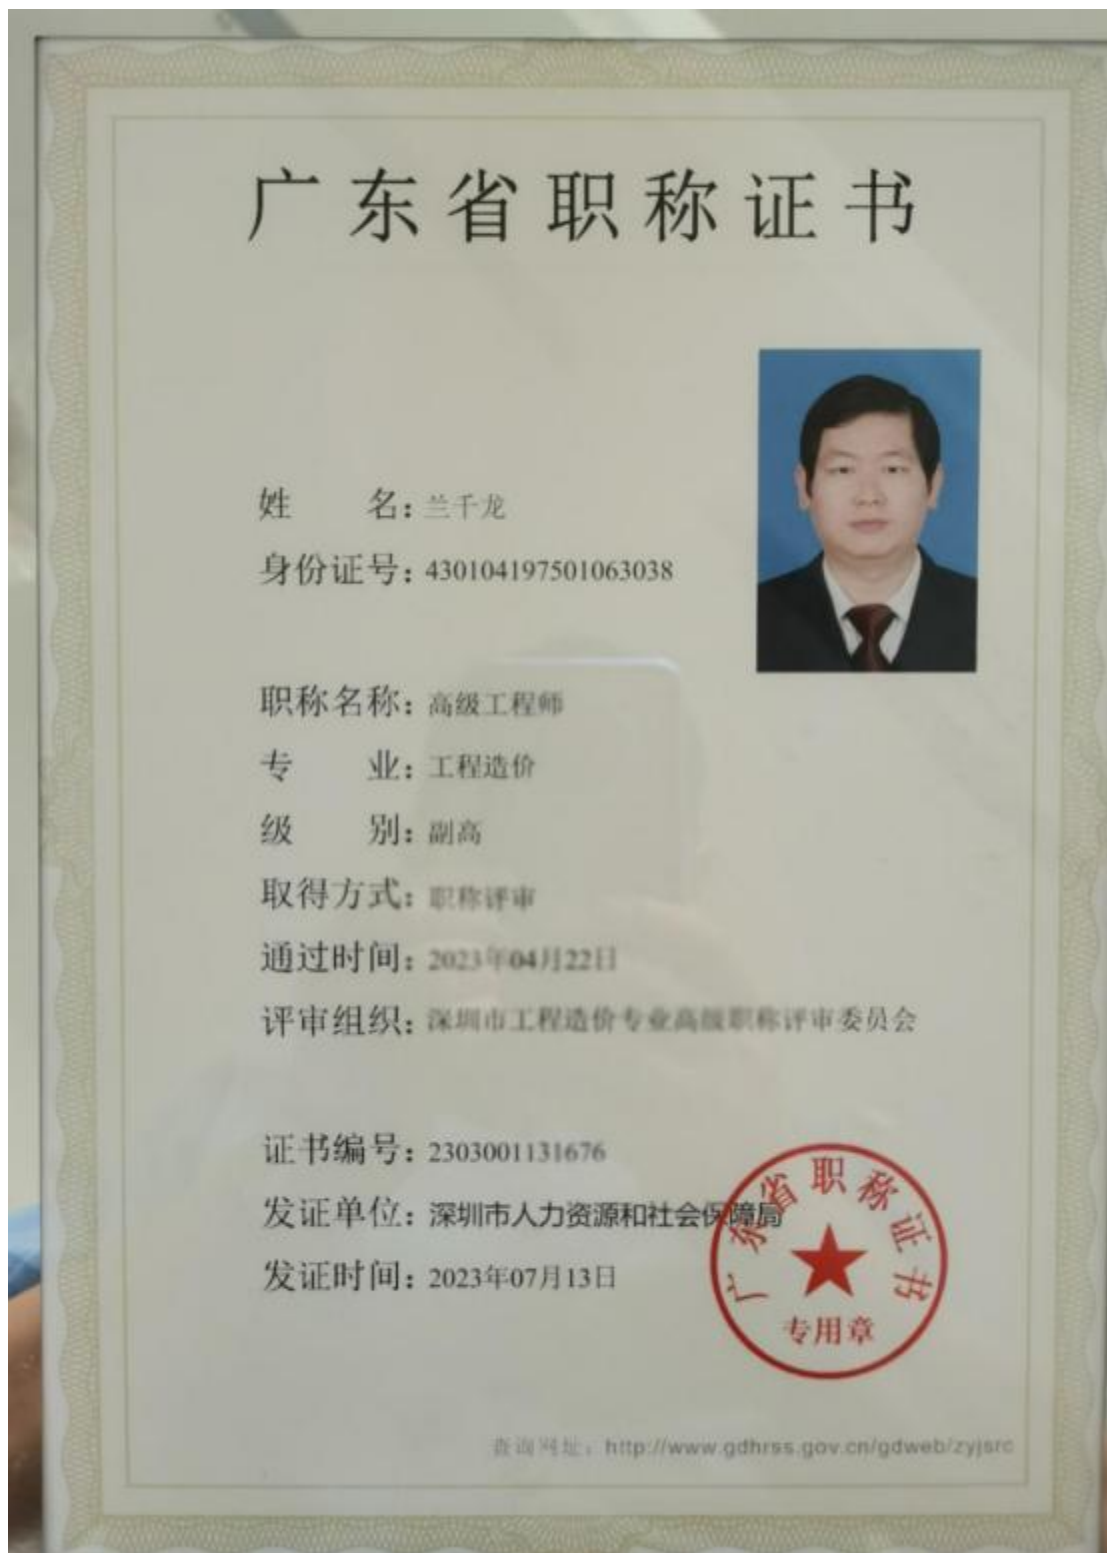 广东省职称证书
姓 名：兰千龙
身份证号：430104197501063038
职称名称：高级工程师
专 业：工程造价
级 别：副高
取得方式：职称评审
通过时间：2023年04月22日
评审组织：深圳市工程造价专业高级职称评审委员会
证书编号：2303001131676
发证单位：深圳市人力资源和社会保障局
发证时间：2023年07月13日
广东省职称证书
专用章
查询网址：http://www.gdhrss.gov.cn/gdweb/zyjsrc